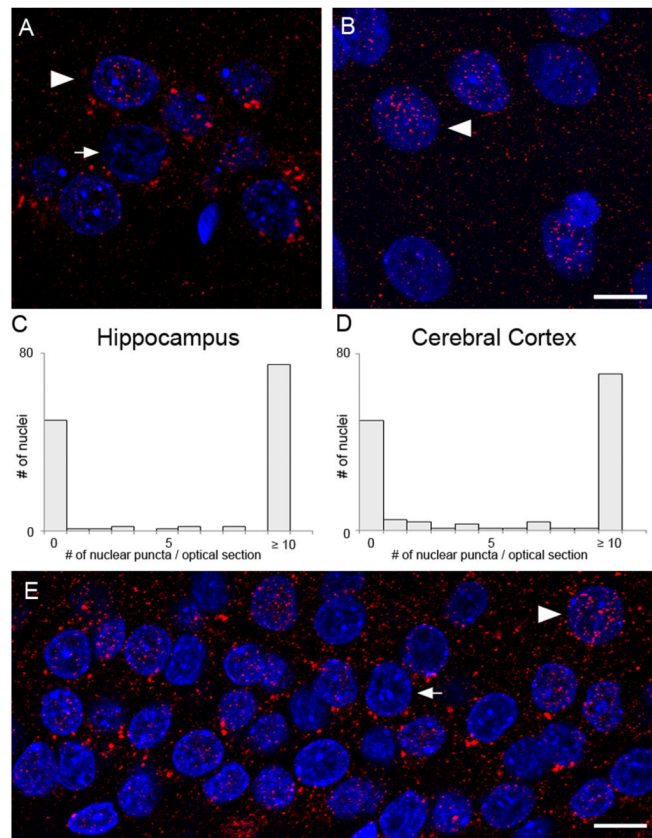 A
B
C
Hippocampus
80
# of nuclei
0
0
5
≥ 10
# of nuclear puncta / optical section
D
Cerebral Cortex
80
# of nuclei
0
0
5
≥ 10
# of nuclear puncta / optical section
E